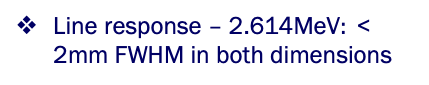 ❖ Line response – 2.614MeV: <
2mm FWHM in both dimensions